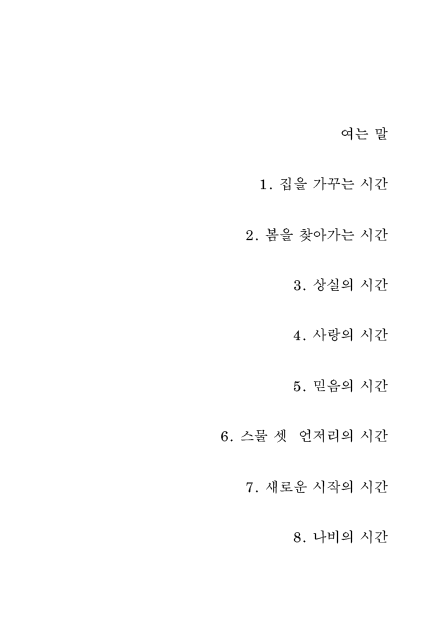 여는 말
1. 집을 가꾸는 시간
2. 봄을 찾아가는 시간
3. 상실의 시간
4. 사랑의 시간
5. 믿음의 시간
6. 스물 셋  언저리의 시간
7. 새로운 시작의 시간
8. 나비의 시간